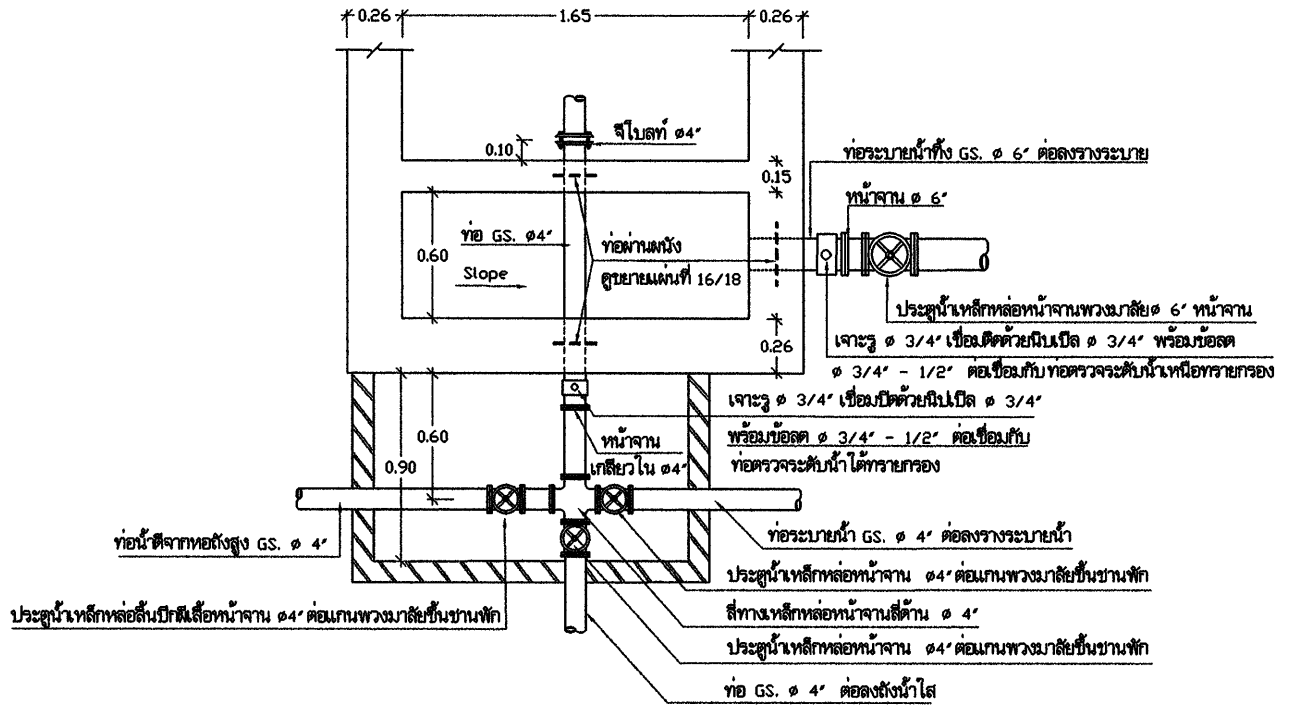 0.26 1.65 0.26
จีโบลท์ ø4"
0.10
ท่อระบายน้ำทิ้ง GS. ø 6" ต่อลงรางระบาย
0.15
หน้าจาน ø 6"
ท่อ GS. ø4"
ท่อผ่านผนัง
0.60
Slope
ดูขยายแผ่นที่ 16/18
ประตูน้ำเหล็กหล่อหน้าจานพวงมาลัยø 6" หน้าจาน
0.26
เจาะรู ø 3/4" เชื่อมติดด้วยนิปเปิล ø 3/4" พร้อมข้อลด
ø 3/4" - 1/2" ต่อเชื่อมกับท่อตรวจระดับน้ำเหนือทรายกรอง
เจาะรู ø 3/4" เชื่อมปิดด้วยนิปเปิล ø 3/4"
0.60
หน้าจาน
พร้อมข้อลด ø 3/4" - 1/2" ต่อเชื่อมกับ
0.90
เกลียวใน ø4"
ท่อตรวจระดับน้ำใต้ทรายกรอง
ท่อน้ำดีจากหอถังสูง GS. ø 4"
ท่อระบายน้ำ GS. ø 4" ต่อลงรางระบายน้ำ
ประตูน้ำเหล็กหล่อหน้าจาน ø4"ต่อแกนพวงมาลัยขึ้นชานพัก
ประตูน้ำเหล็กหล่อลิ้นปีกผีเสื้อหน้าจาน ø4"ต่อแกนพวงมาลัยขึ้นชานพัก
สี่ทางเหล็กหล่อหน้าจานสี่ด้าน ø 4"
ประตูน้ำเหล็กหล่อหน้าจาน ø4"ต่อแกนพวงมาลัยขึ้นชานพัก
ท่อ GS. ø 4" ต่อลงถังน้ำใส